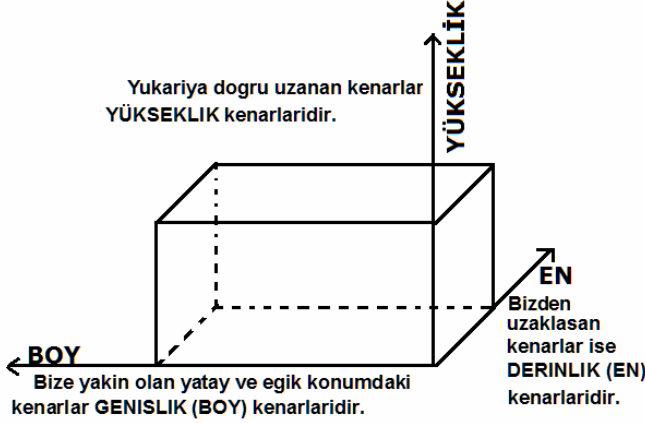 Yukariya dogru uzanan kenarlar
YÜKSEKLIK kenarlaridir.
YÜKSEKLİK
EN
Bizden
uzaklasan
kenarlar ise
DERINLIK (EN)
kenarlaridir.
BOY
Bize yakin olan yatay ve egik konumdaki
kenarlar GENISLIK (BOY) kenarlaridir.